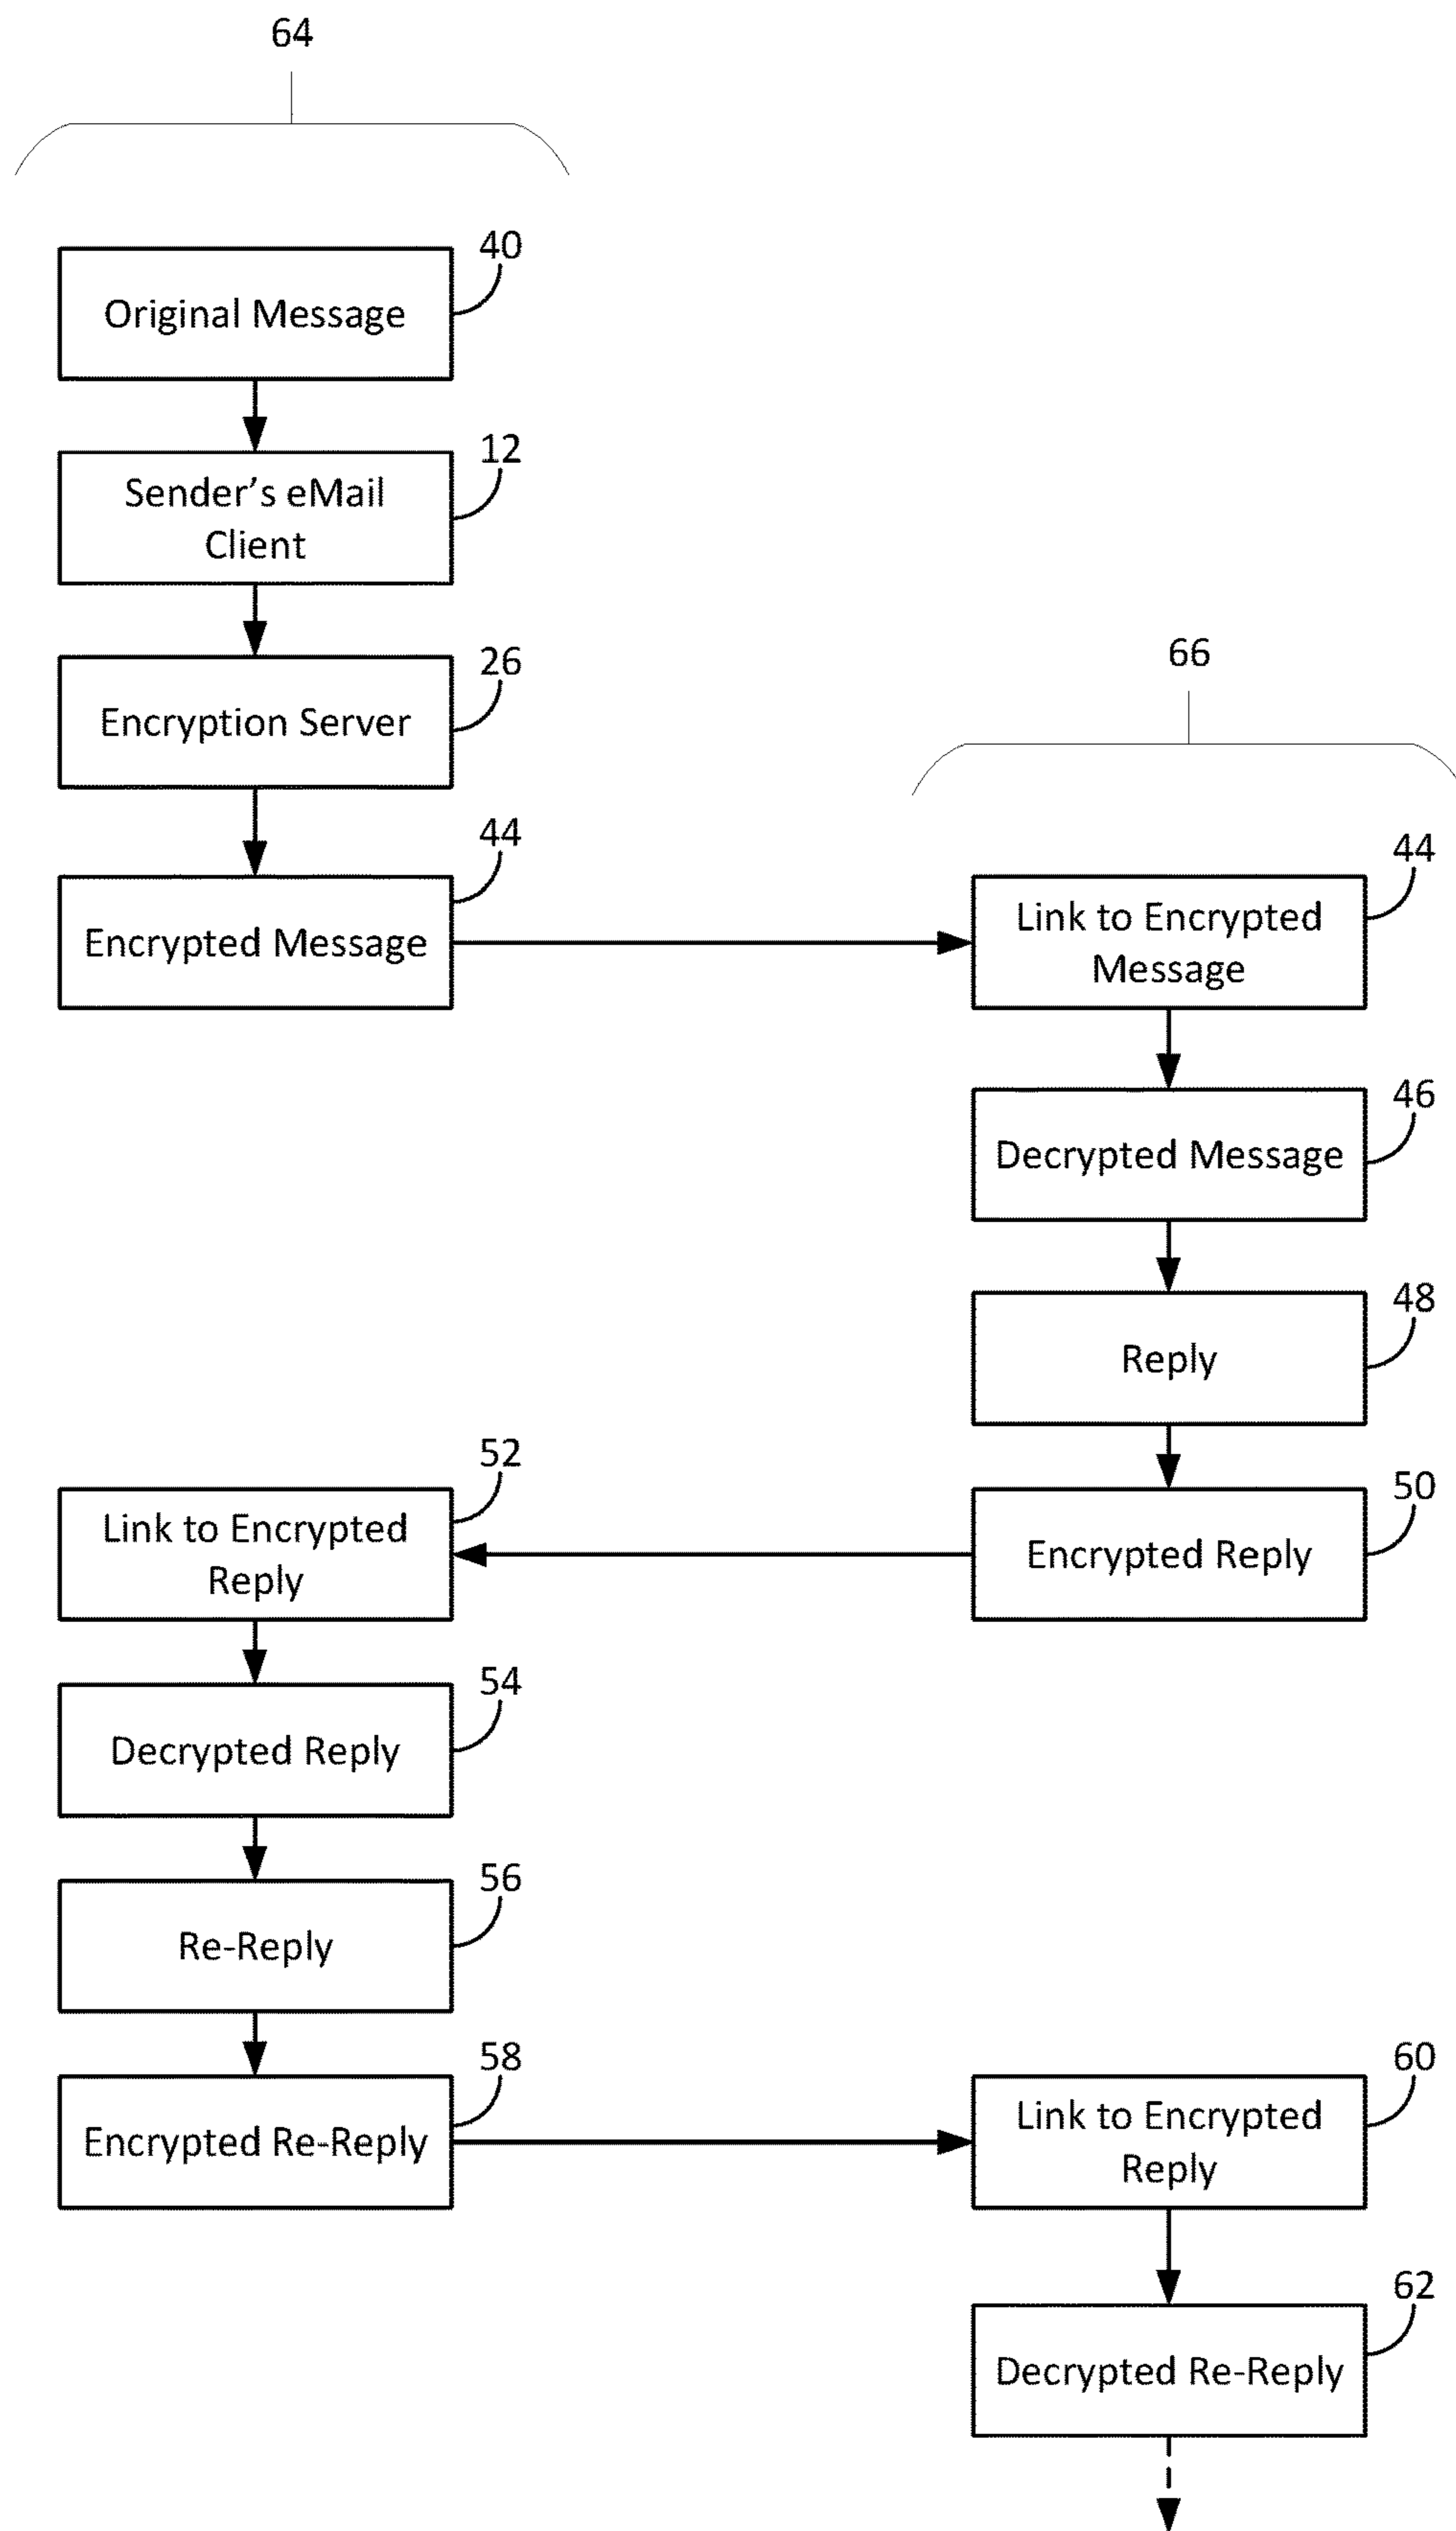 64
40
Original Message
12
Sender's eMail
Client
26
Encryption Server
66
44
Encrypted Message
44
Link to Encrypted
Message
46
Decrypted Message
48
Reply
50
Encrypted Reply
52
Link to Encrypted
Reply
54
Decrypted Reply
56
Re-Reply
58
Encrypted Re-Reply
60
Link to Encrypted
Reply
62
Decrypted Re-Reply